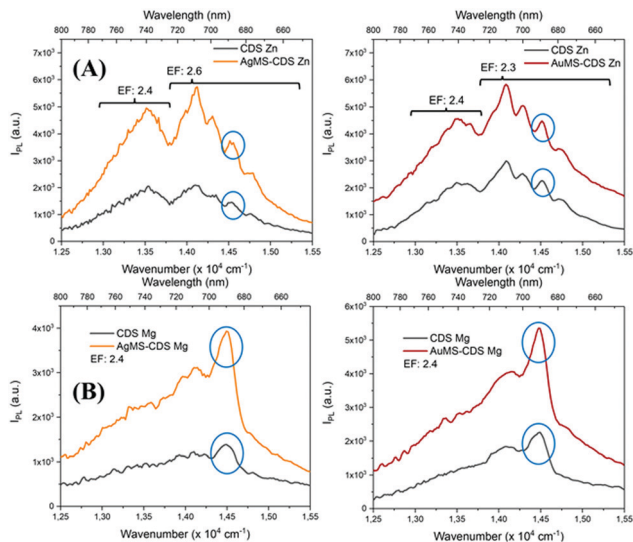 Wavelength (nm)
800 780 760 740 720 700 680 660
(A)
CDS Zn
AgMS-CDS Zn
EF: 2.4
EF: 2.6
I_PL (a.u.)
7x10³
6x10³
5x10³
4x10³
3x10³
2x10³
1x10³
0
1.25 1.30 1.35 1.40 1.45 1.50 1.55
Wavenumber (x 10⁴ cm⁻¹)
Wavelength (nm)
800 780 760 740 720 700 680 660
CDS Zn
AuMS-CDS Zn
EF: 2.3
EF: 2.4
I_PL (a.u.)
7x10³
6x10³
5x10³
4x10³
3x10³
2x10³
1x10³
0
1.25 1.30 1.35 1.40 1.45 1.50 1.55
Wavenumber (x 10⁴ cm⁻¹)
Wavelength (nm)
800 780 760 740 720 700 680 660
CDS Mg
AgMS-CDS Mg
EF: 2.4
(B)
I_PL (a.u.)
4x10³
3x10³
2x10³
1x10³
0
1,25 1,30 1,35 1,40 1,45 1,50 1,55
Wavenumber (x 10⁴ cm⁻¹)
Wavelength (nm)
800 780 760 740 720 700 680 660
CDS Mg
AuMS-CDS Mg
EF: 2.4
I_PL (a.u.)
6x10³
5x10³
4x10³
3x10³
2x10³
1x10³
0
1,25 1,30 1,35 1,40 1,45 1,50 1,55
Wavenumber (x 10⁴ cm⁻¹)